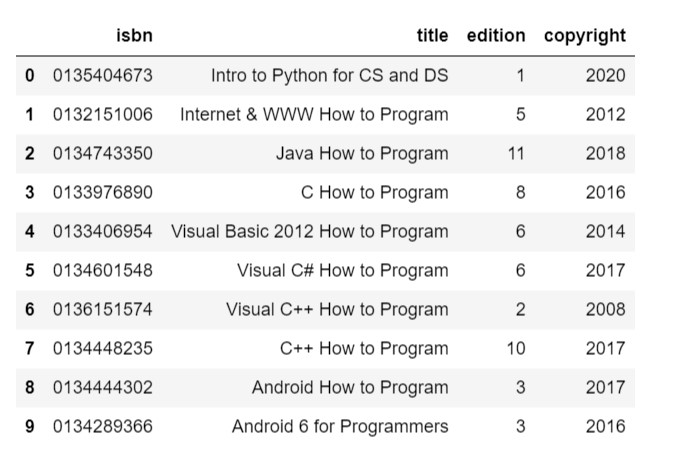 isbn title edition copyright
0 0135404673 Intro to Python for CS and DS 1 2020
1 0132151006 Internet & WWW How to Program 5 2012
2 0134743350 Java How to Program 11 2018
3 0133976890 C How to Program 8 2016
4 0133406954 Visual Basic 2012 How to Program 6 2014
5 0134601548 Visual C# How to Program 6 2017
6 0136151574 Visual C++ How to Program 2 2008
7 0134448235 C++ How to Program 10 2017
8 0134444302 Android How to Program 3 2017
9 0134289366 Android 6 for Programmers 3 2016